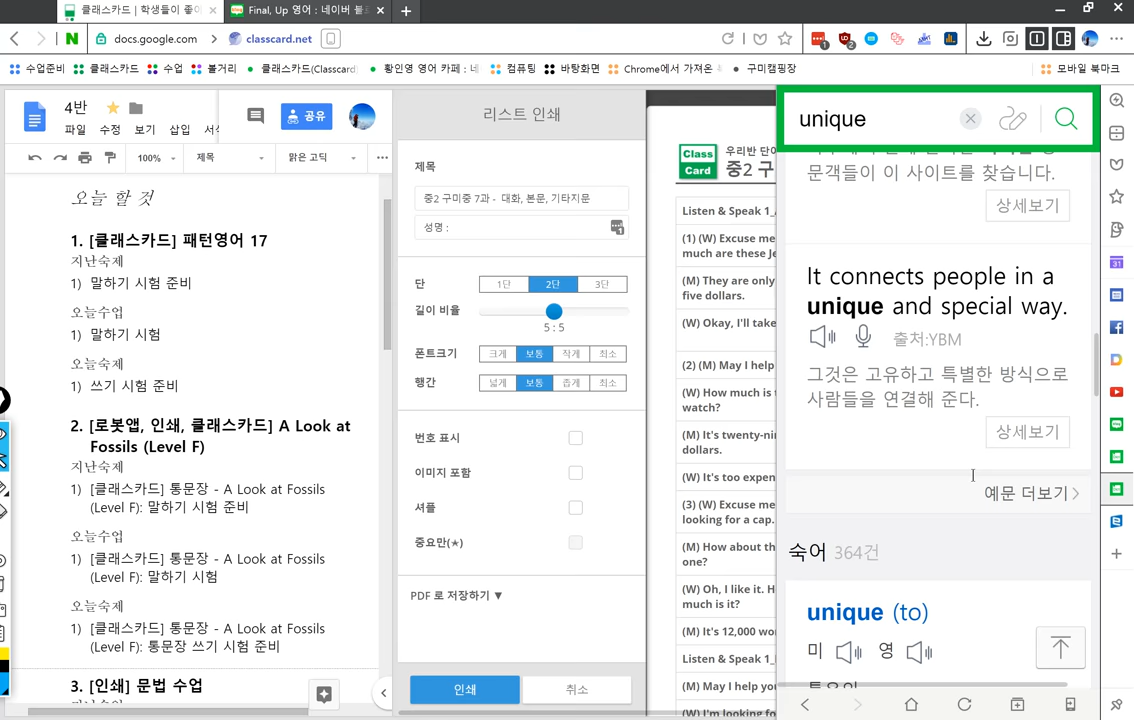 클래스카드 | 학생들이 좋아
Final, Up 영어 : 네이버 블로
docs.google.com
classcard.net
수업준비
클래스카드
수업
볼거리
클래스카드(Classcard
황인영 영어 카페 : 네
컴퓨팅
바탕화면
Chrome에서 가져온
구미캠핑장
모바일 북마크
4반
파일 수정 보기 삽입 서식
공유
100%
제목
맑은 고딕
오늘 할 것
1. [클래스카드] 패턴영어 17
지난숙제
1) 말하기 시험 준비
오늘수업
1) 말하기 시험
오늘숙제
1) 쓰기 시험 준비
2. [로봇앱, 인쇄, 클래스카드] A Look at
Fossils (Level F)
지난숙제
1) [클래스카드] 통문장 - A Look at Fossils
(Level F): 말하기 시험 준비
오늘수업
1) [클래스카드] 통문장 - A Look at Fossils
(Level F): 말하기 시험
오늘숙제
1) [클래스카드] 통문장 - A Look at Fossils
(Level F): 통문장 쓰기 시험 준비
3. [인쇄] 문법 수업
리스트 인쇄
제목
중2 구미중 7과 - 대화, 본문, 기타지문
성명 :
단
1단 2단 3단
길이 비율
5 : 5
폰트크기
크게 보통 작게 최소
행간
넓게 보통 좁게 최소
번호 표시
이미지 포함
셔플
중요만(★)
PDF 로 저장하기 ▼
인쇄 취소
Class
Card
우리반 단어
중2 구
Listen & Speak 1_
(1) (W) Excuse me
much are these Je
(M) They are only
five dollars.
(W) Okay, I'll take
(2) (M) May I help
(W) How much is
watch?
(M) It's twenty-nin
dollars.
(W) It's too expen
(3) (W) Excuse me
looking for a cap.
(M) How about th
one?
(W) Oh, I like it. H
much is it?
(M) It's 12,000 wo
Listen & Speak 1_
(M) May I help you
(W) I'm looking fo
unique
문객들이 이 사이트를 찾습니다.
상세보기
It connects people in a
unique and special way.
출처:YBM
그것은 고유하고 특별한 방식으로
사람들을 연결해 준다.
상세보기
예문 더보기
숙어 364건
unique (to)
미 영